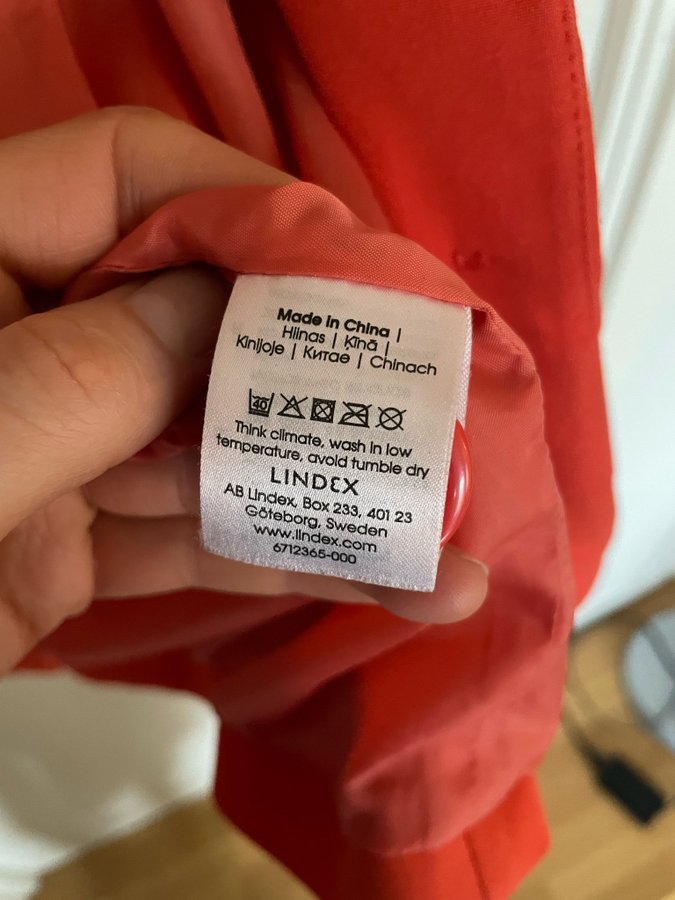 Made in China |
Hiinas | Ķīnā |
Kinijoje | Китае | Chinach
40
Think climate, wash in low
temperature, avoid tumble dry
LINDEX
AB Lindex, Box 233, 401 23
Göteborg, Sweden
www.lindex.com
6712365-000